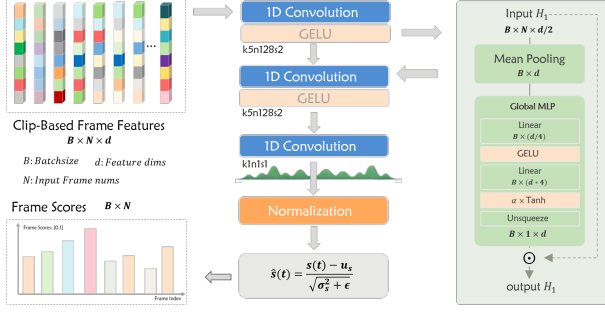 Clip-Based Frame Features
B × N × d
B: Batchsize d: Feature dims
N: Input Frame nums
Frame Scores B × N
Frame Scores: [0,1]
Frame Index
1D Convolution
GELU
k5n128s2
1D Convolution
GELU
k5n128s2
1D Convolution
k1n1s1
Normalization
ŝ(t) = s(t) − u_s / √(σ_s² + ϵ)
Input H₁
B × N × d/2
Mean Pooling
B × d
Global MLP
Linear
B × (d/4)
GELU
Linear
B × (d * 4)
α × Tanh
Unsqueeze
B × 1 × d
⊙
output H₁